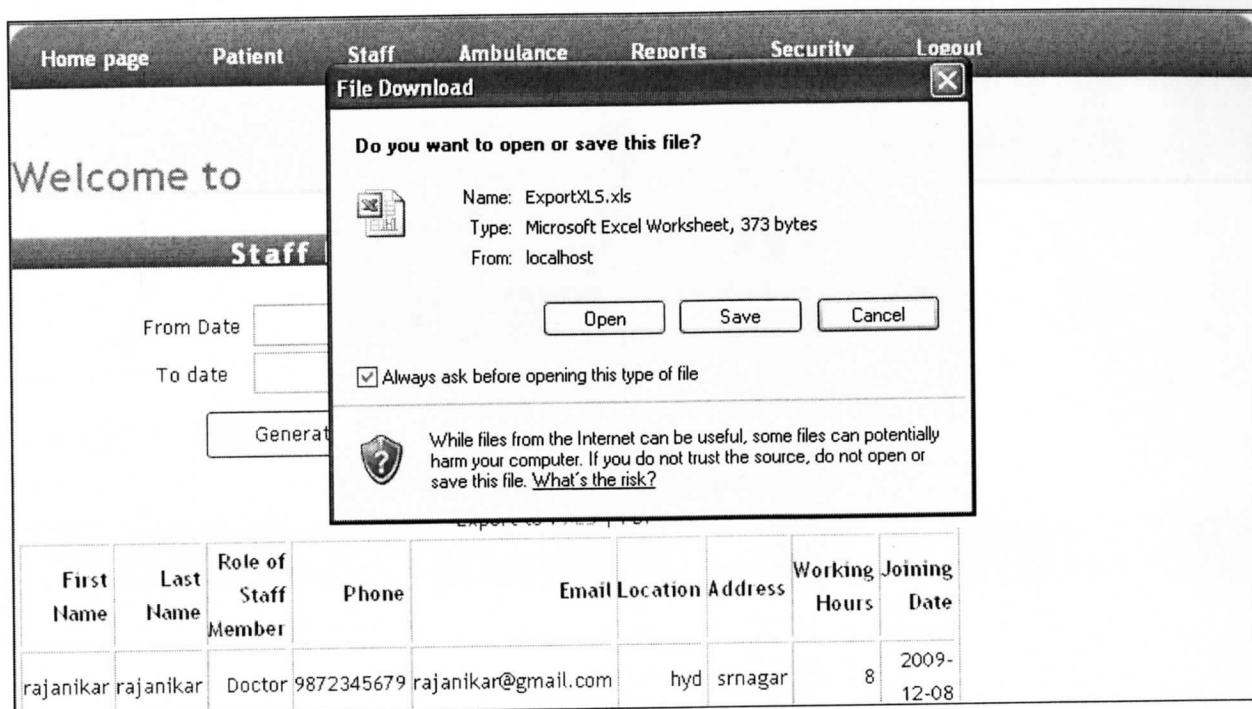 Home page Patient Staff Ambulance Reports Security Logout
File Download
Do you want to open or save this file?
Welcome to
Name: ExportXLS.xls
Type: Microsoft Excel Worksheet, 373 bytes
From: localhost
Staff
Open Save Cancel
From Date
To date
Always ask before opening this type of file
Generat
While files from the Internet can be useful, some files can potentially
harm your computer. If you do not trust the source, do not open or
save this file. What's the risk?
First Name Last Name Role of Staff Member Phone Email Location Address Working Hours Joining Date
rajanikar rajanikar Doctor 9872345679 rajanikar@gmail.com hyd srnagar 8 2009-12-08